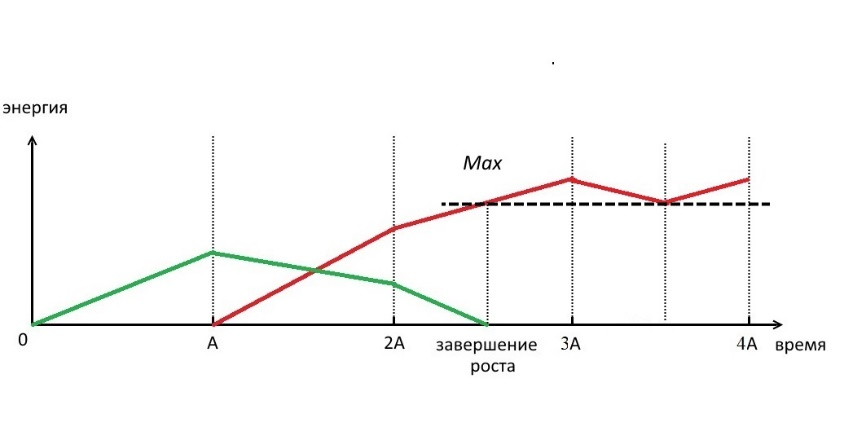 энергия
Max
0
A
2A
завершение
роста
3A
4A
время